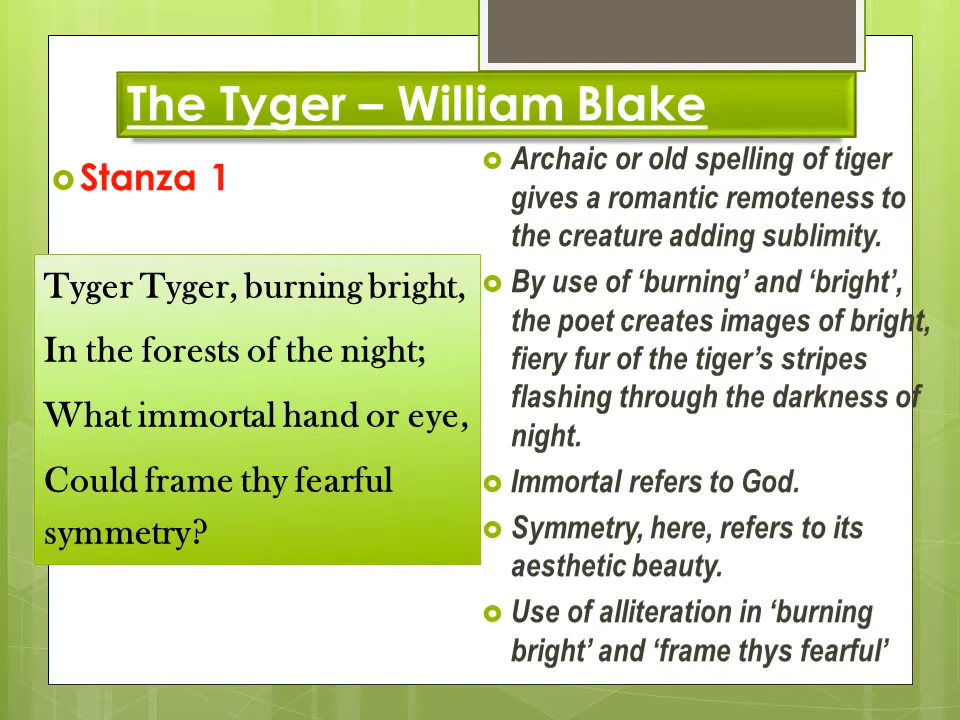 The Tyger – William Blake
Stanza 1
Tyger Tyger, burning bright,
In the forests of the night;
What immortal hand or eye,
Could frame thy fearful
symmetry?
Archaic or old spelling of tiger
gives a romantic remoteness to
the creature adding sublimity.
By use of ‘burning’ and ‘bright’,
the poet creates images of bright,
fiery fur of the tiger’s stripes
flashing through the darkness of
night.
Immortal refers to God.
Symmetry, here, refers to its
aesthetic beauty.
Use of alliteration in ‘burning
bright’ and ‘frame thys fearful’